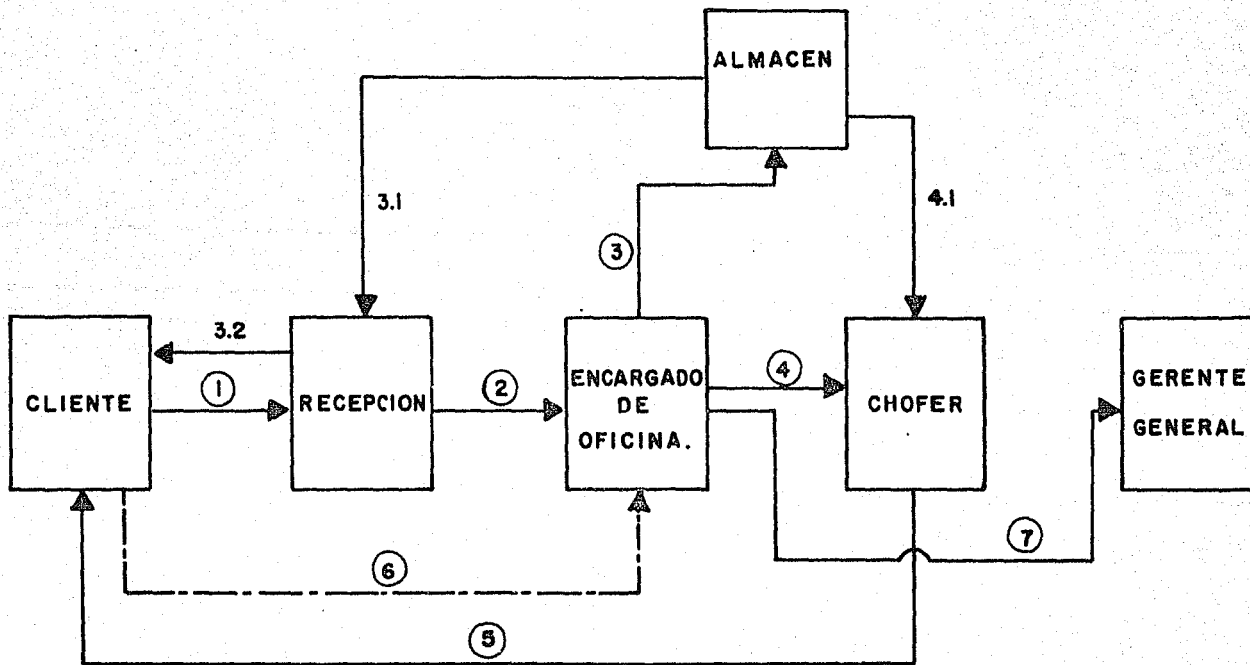 ALMACEN
3.1
4.1
3
CLIENTE
3.2
1
RECEPCION
2
ENCARGADO
DE
OFICINA.
4
CHOFER
GERENTE
GENERAL
7
6
5